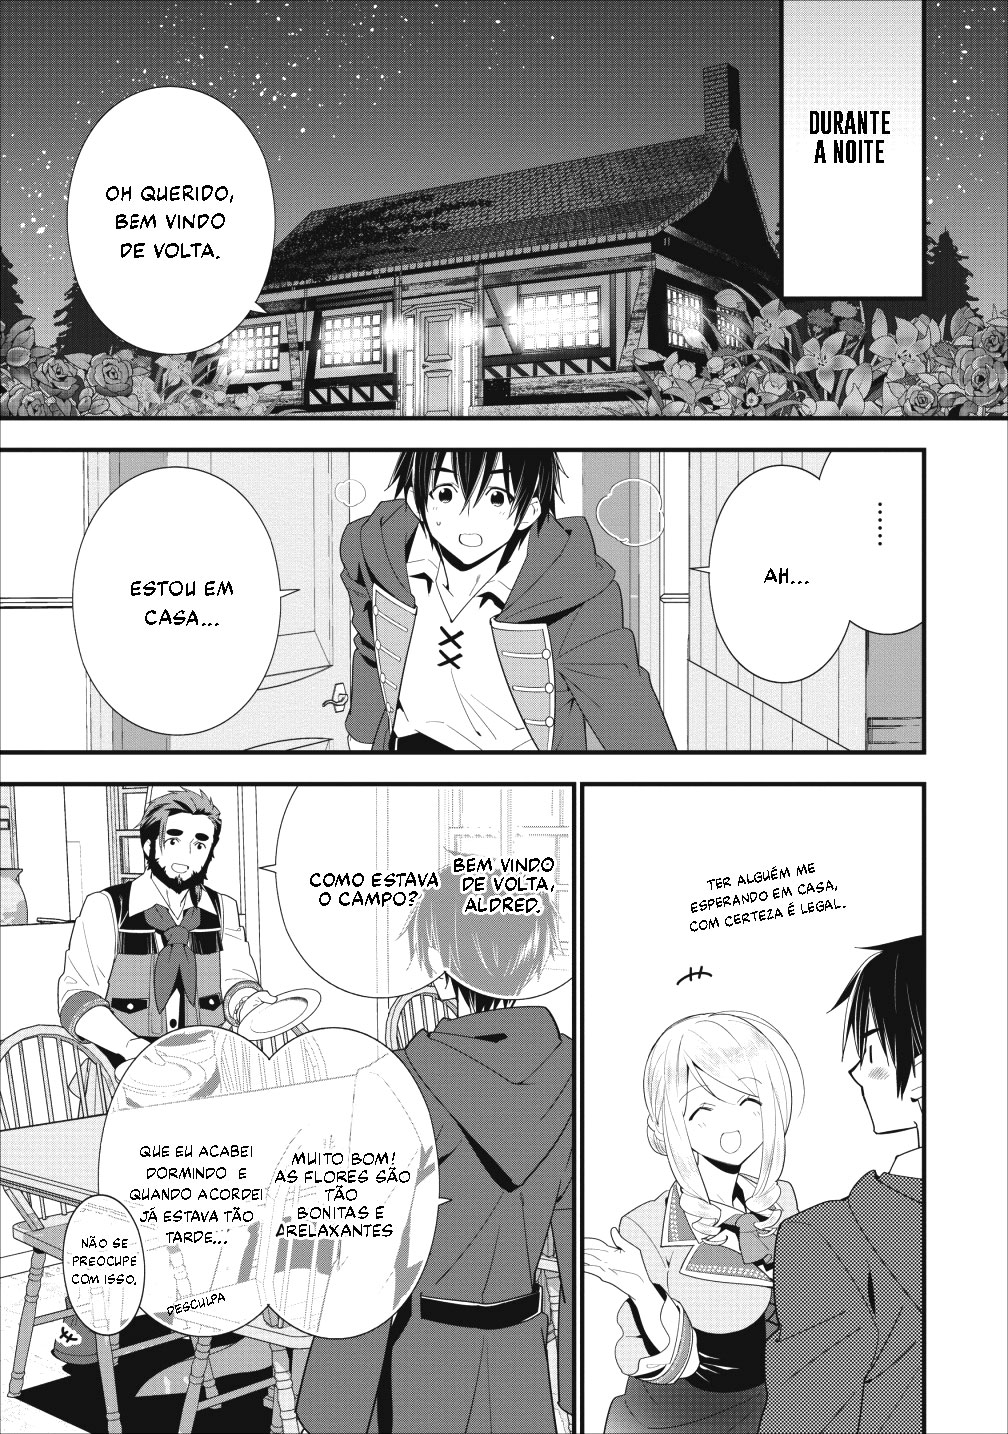 DURANTE
A NOITE
OH QUERIDO,
BEM VINDO
DE VOLTA.
........
AH...
ESTOU EM
CASA...
TER ALGUÉM ME
ESPERANDO EM CASA,
COM CERTEZA É LEGAL.
BEM VINDO
DE VOLTA,
ALDRED.
COMO ESTAVA
O CAMPO?
MUITO BOM!
AS FLORES SÃO
TÃO
BONITAS E
RELAXANTES
QUE EU ACABEI
DORMINDO E
QUANDO ACORDEI
JÁ ESTAVA TÃO
TARDE...
DESCULPA
NÃO SE
PREOCUPE
COM ISSO.